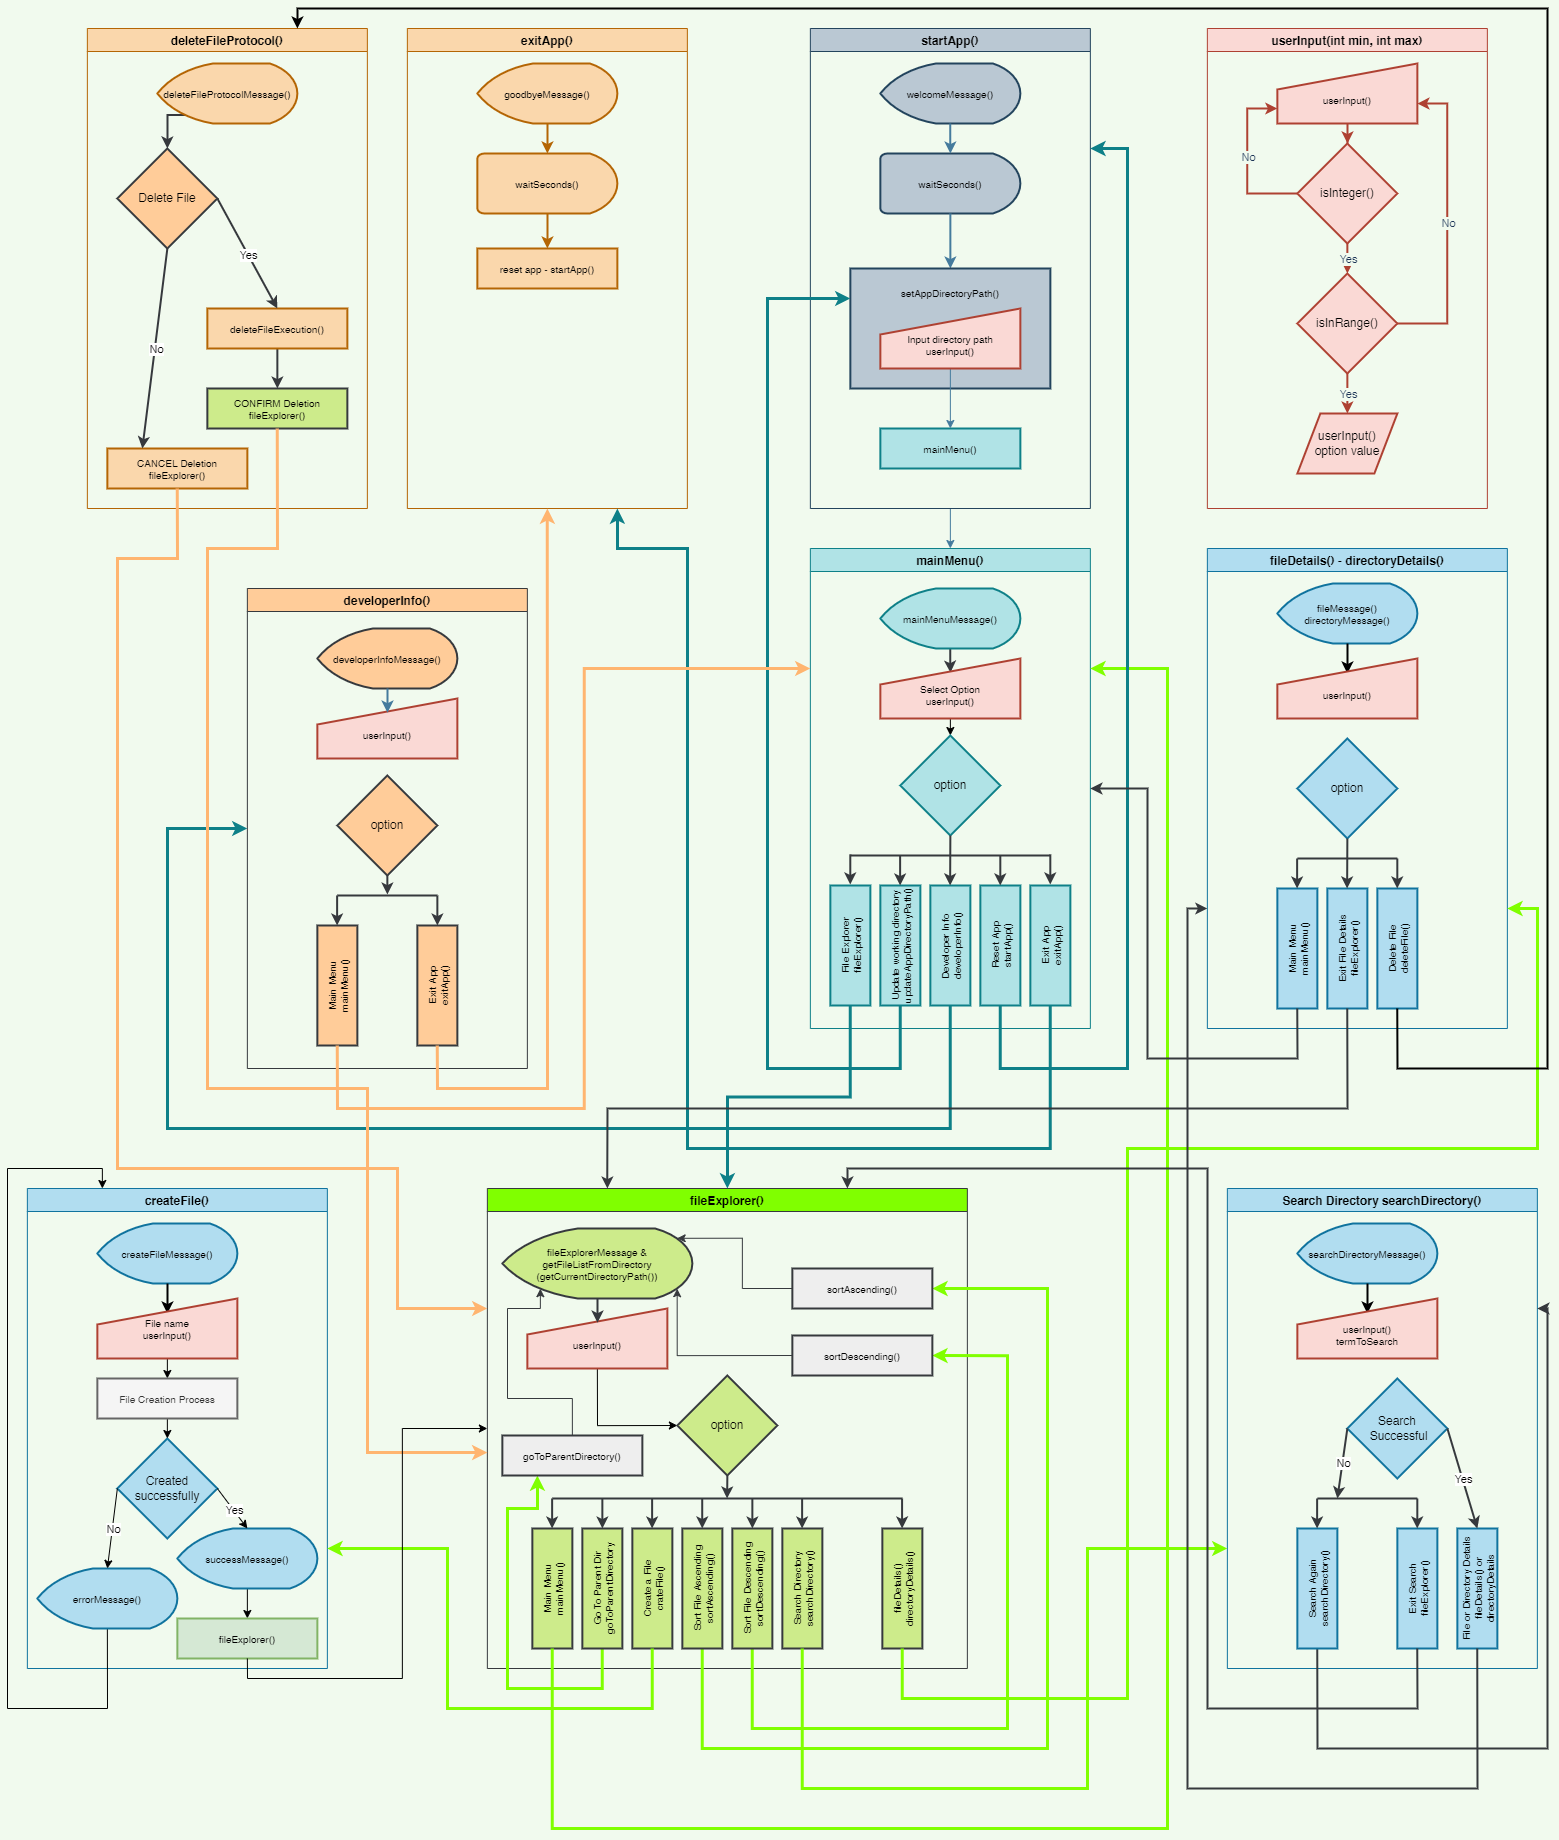 deleteFileProtocol()
deleteFileProtocolMessage()
Delete File
Yes
No
deleteFileExecution()
CONFIRM Deletion
fileExplorer()
CANCEL Deletion
fileExplorer()
exitApp()
goodbyeMessage()
waitSeconds()
reset app - startApp()
startApp()
welcomeMessage()
waitSeconds()
setAppDirectoryPath()
Input directory path
userInput()
mainMenu()
userInput(int min, int max)
userInput()
No
isInteger()
No
Yes
isInRange()
Yes
userInput()
option value
developerInfo()
developerInfoMessage()
userInput()
option
Main Menu
mainMenu()
Exit App
exitApp()
mainMenu()
mainMenuMessage()
Select Option
userInput()
option
File Explorer
fileExplorer()
Update working directory
updateAppDirectoryPath()
Developer Info
developerInfo()
Reset App
startApp()
Exit App
exitApp()
fileDetails() - directoryDetails()
fileMessage()
directoryMessage()
userInput()
option
Main Menu
mainMenu()
Exit File Details
fileExplorer()
Delete File
deleteFile()
createFile()
createFileMessage()
File name
userInput()
File Creation Process
Created
successfully
No
Yes
successMessage()
errorMessage()
fileExplorer()
fileExplorer()
fileExplorerMessage &
getFileListFromDirectory
(getCurrentDirectoryPath())
sortAscending()
userInput()
sortDescending()
option
goToParentDirectory()
Main Menu
mainMenu()
Go To Parent Dir
goToParentDirectory
Create a File
crateFile()
Sort File Ascending
sortAscending()
Sort File Descending
sortDescending()
Search Directory
searchDirectory()
fileDetails()
directoryDetails()
Search Directory searchDirectory()
searchDirectoryMessage()
userInput()
termToSearch
Search
Successful
No
Yes
Search Again
searchDirectory()
Exit Search
fileExplorer()
File or Directory Details
fileDetails() or
directoryDetails